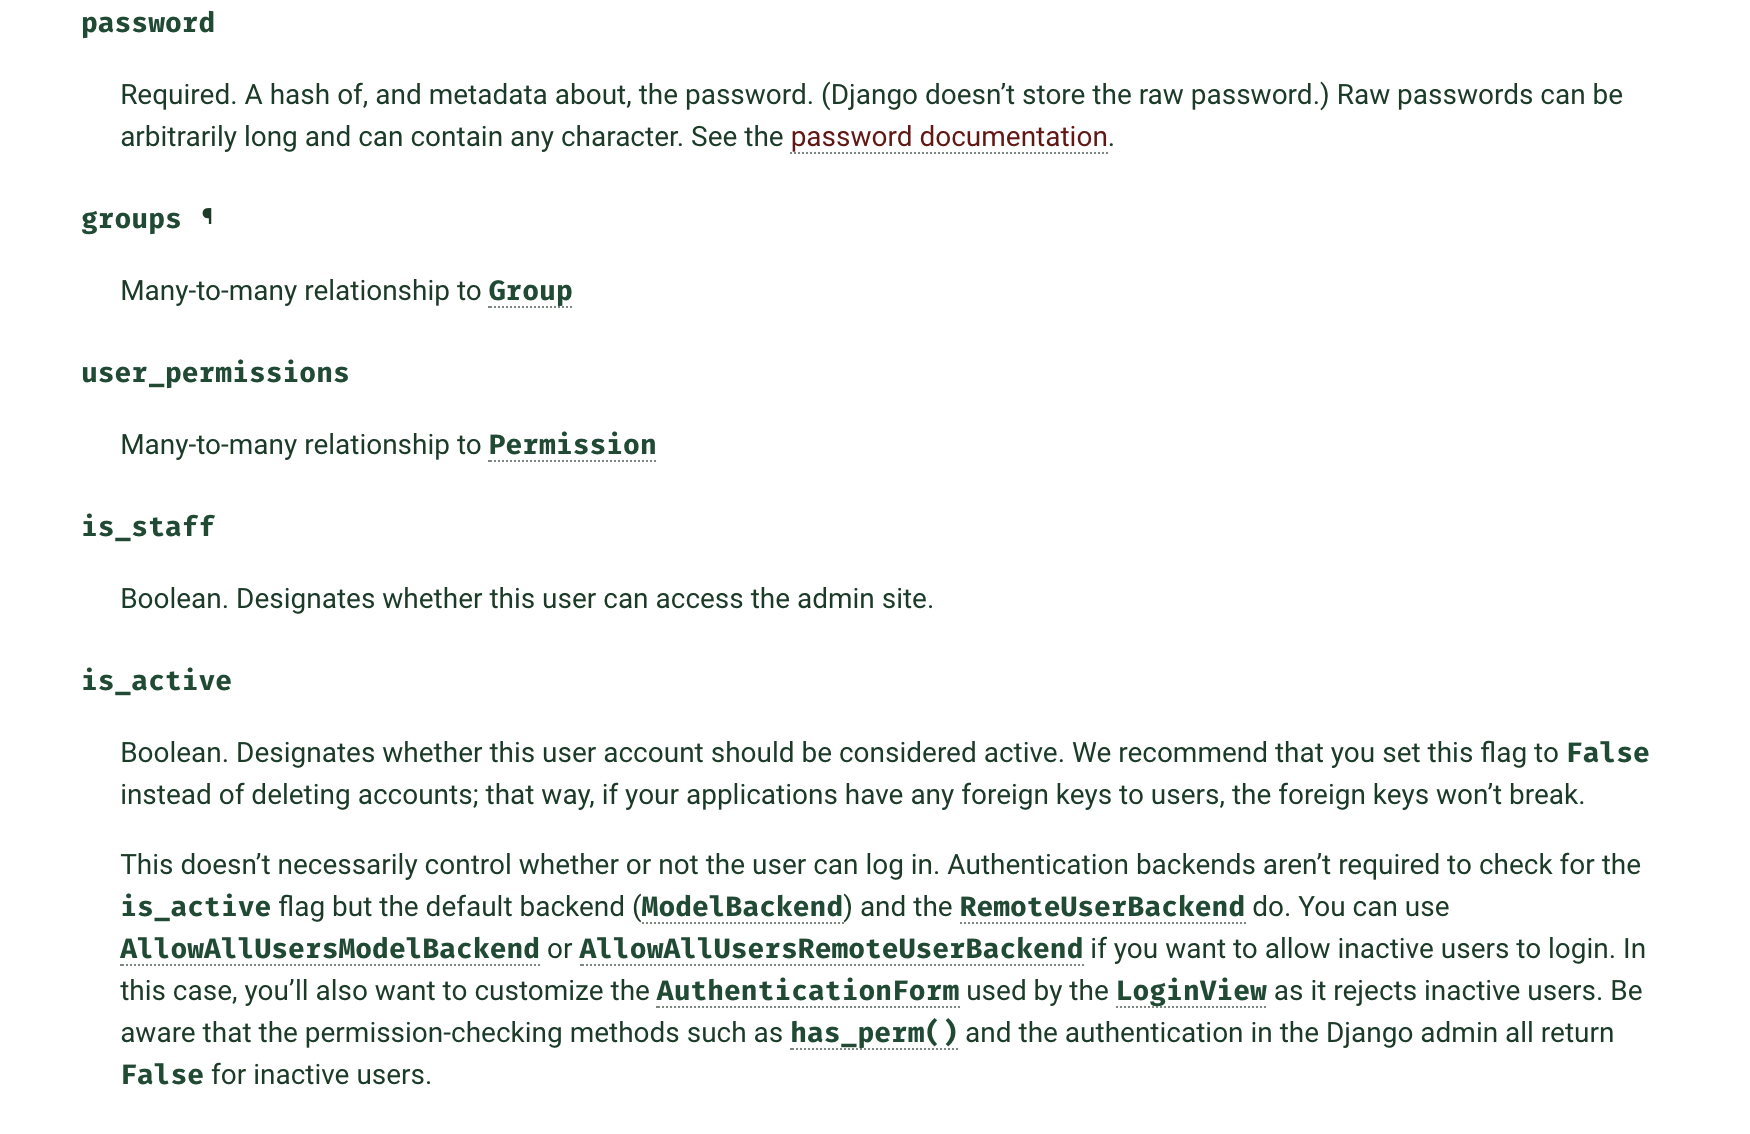 password
Required. A hash of, and metadata about, the password. (Django doesn’t store the raw password.) Raw passwords can be
arbitrarily long and can contain any character. See the password documentation.
groups ¶
Many-to-many relationship to Group
user_permissions
Many-to-many relationship to Permission
is_staff
Boolean. Designates whether this user can access the admin site.
is_active
Boolean. Designates whether this user account should be considered active. We recommend that you set this flag to False
instead of deleting accounts; that way, if your applications have any foreign keys to users, the foreign keys won’t break.
This doesn’t necessarily control whether or not the user can log in. Authentication backends aren’t required to check for the
is_active flag but the default backend (ModelBackend) and the RemoteUserBackend do. You can use
AllowAllUsersModelBackend or AllowAllUsersRemoteUserBackend if you want to allow inactive users to login. In
this case, you’ll also want to customize the AuthenticationForm used by the LoginView as it rejects inactive users. Be
aware that the permission-checking methods such as has_perm() and the authentication in the Django admin all return
False for inactive users.